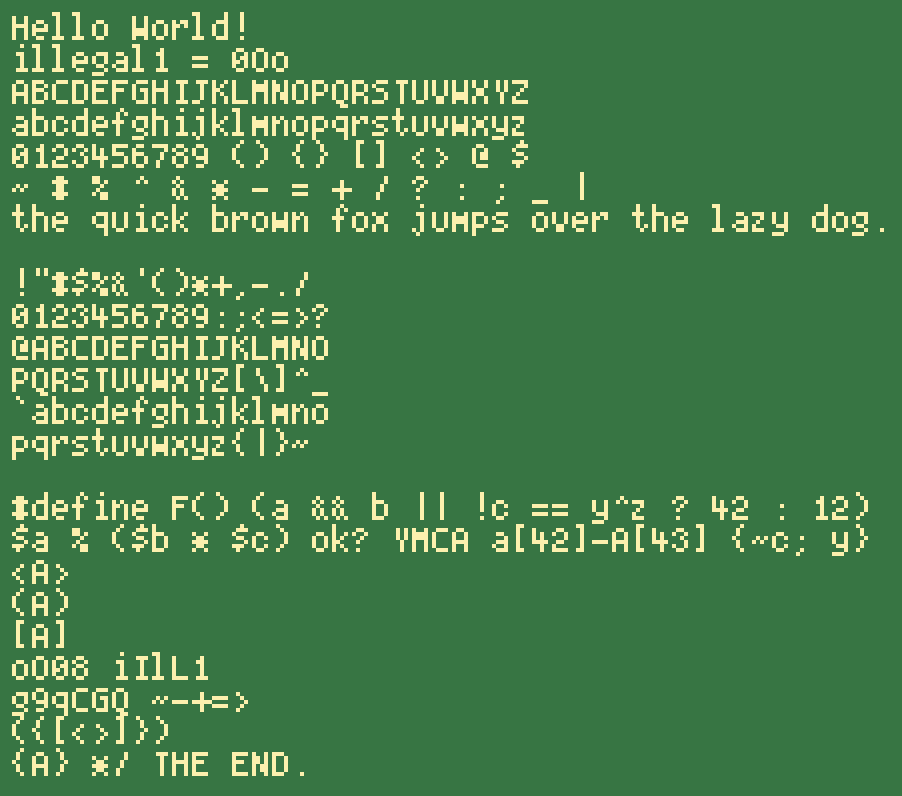 Hello World!
illegal1 = 0Oo
ABCDEFGHIJKLMNOPQRSTUVWXYZ
abcdefghijklmnopqrstuvwxyz
0123456789 () {} [] <> @ $
~ # % ^ & * - = + / ? : ; _ |
the quick brown fox jumps over the lazy dog.
!"#$%&'()*+,-./
0123456789:;<=>?
@ABCDEFGHIJKLMNO
PQRSTUVWXYZ[\]^_
`abcdefghijklmno
pqrstuvwxyz{|}~
#define F() (a && b || !c == y^z ? 42 : 12)
$a % ($b * $c) ok? YMCA a[42]-A[43] {~c; y}
<A>
(A)
[A]
oO08 iIlL1
g9qCGQ ~-+=>
({[<>]})
{A} */ THE END.